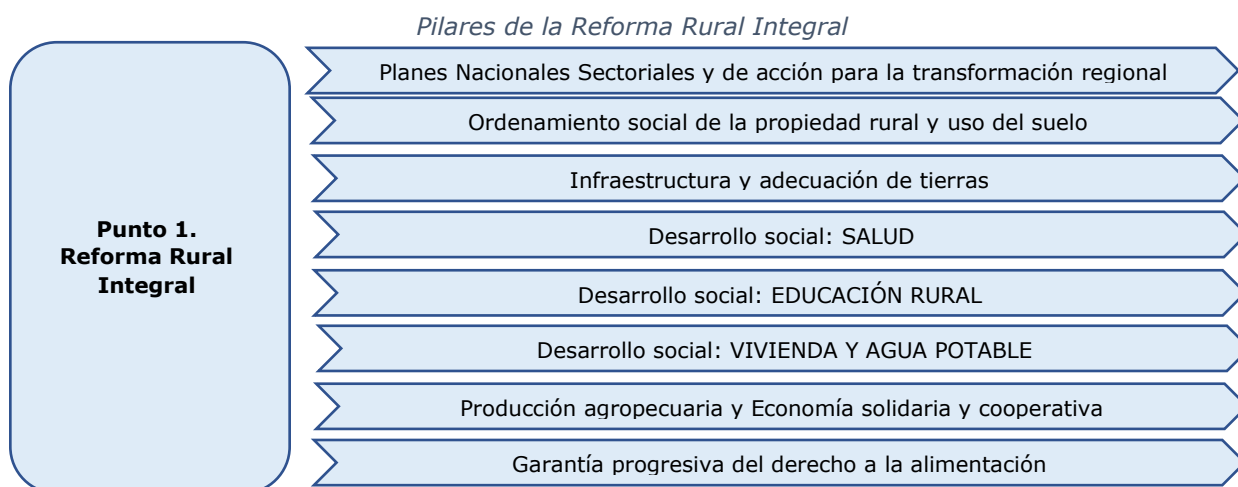 Pilares de la Reforma Rural Integral
Punto 1.
Reforma Rural
Integral
Planes Nacionales Sectoriales y de acción para la transformación regional
Ordenamiento social de la propiedad rural y uso del suelo
Infraestructura y adecuación de tierras
Desarrollo social: SALUD
Desarrollo social: EDUCACIÓN RURAL
Desarrollo social: VIVIENDA Y AGUA POTABLE
Producción agropecuaria y Economía solidaria y cooperativa
Garantía progresiva del derecho a la alimentación